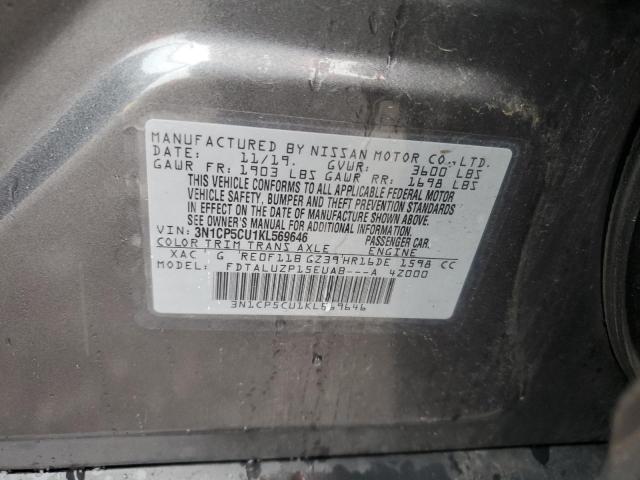 MANUFACTURED BY NISSAN MOTOR CO.,LTD.
DATE: 11/19. GVWR: 3600 LBS
GAWR FR: 1903 LBS GAWR RR: 1698 LBS
THIS VEHICLE CONFORMS TO ALL APPLICABLE FEDERAL MOTOR
VEHICLE SAFETY, BUMPER AND THEFT PREVENTION STANDARDS
IN EFFECT ON THE DATE OF MANUFACTURE SHOWN ABOVE.
SEE OWNER'S MANUAL FOR ADDITIONAL INFORMATION.
VIN: 3N1CP5CU1KL569646 PASSENGER CAR.
COLOR TRIM TRANS AXLE ENGINE
XAC G RE0F11B GZ39 HR16DE 1598 CC
MODEL: FDTALUZP15EUAB---A 4Z000
3N1CP5CU1KL569646